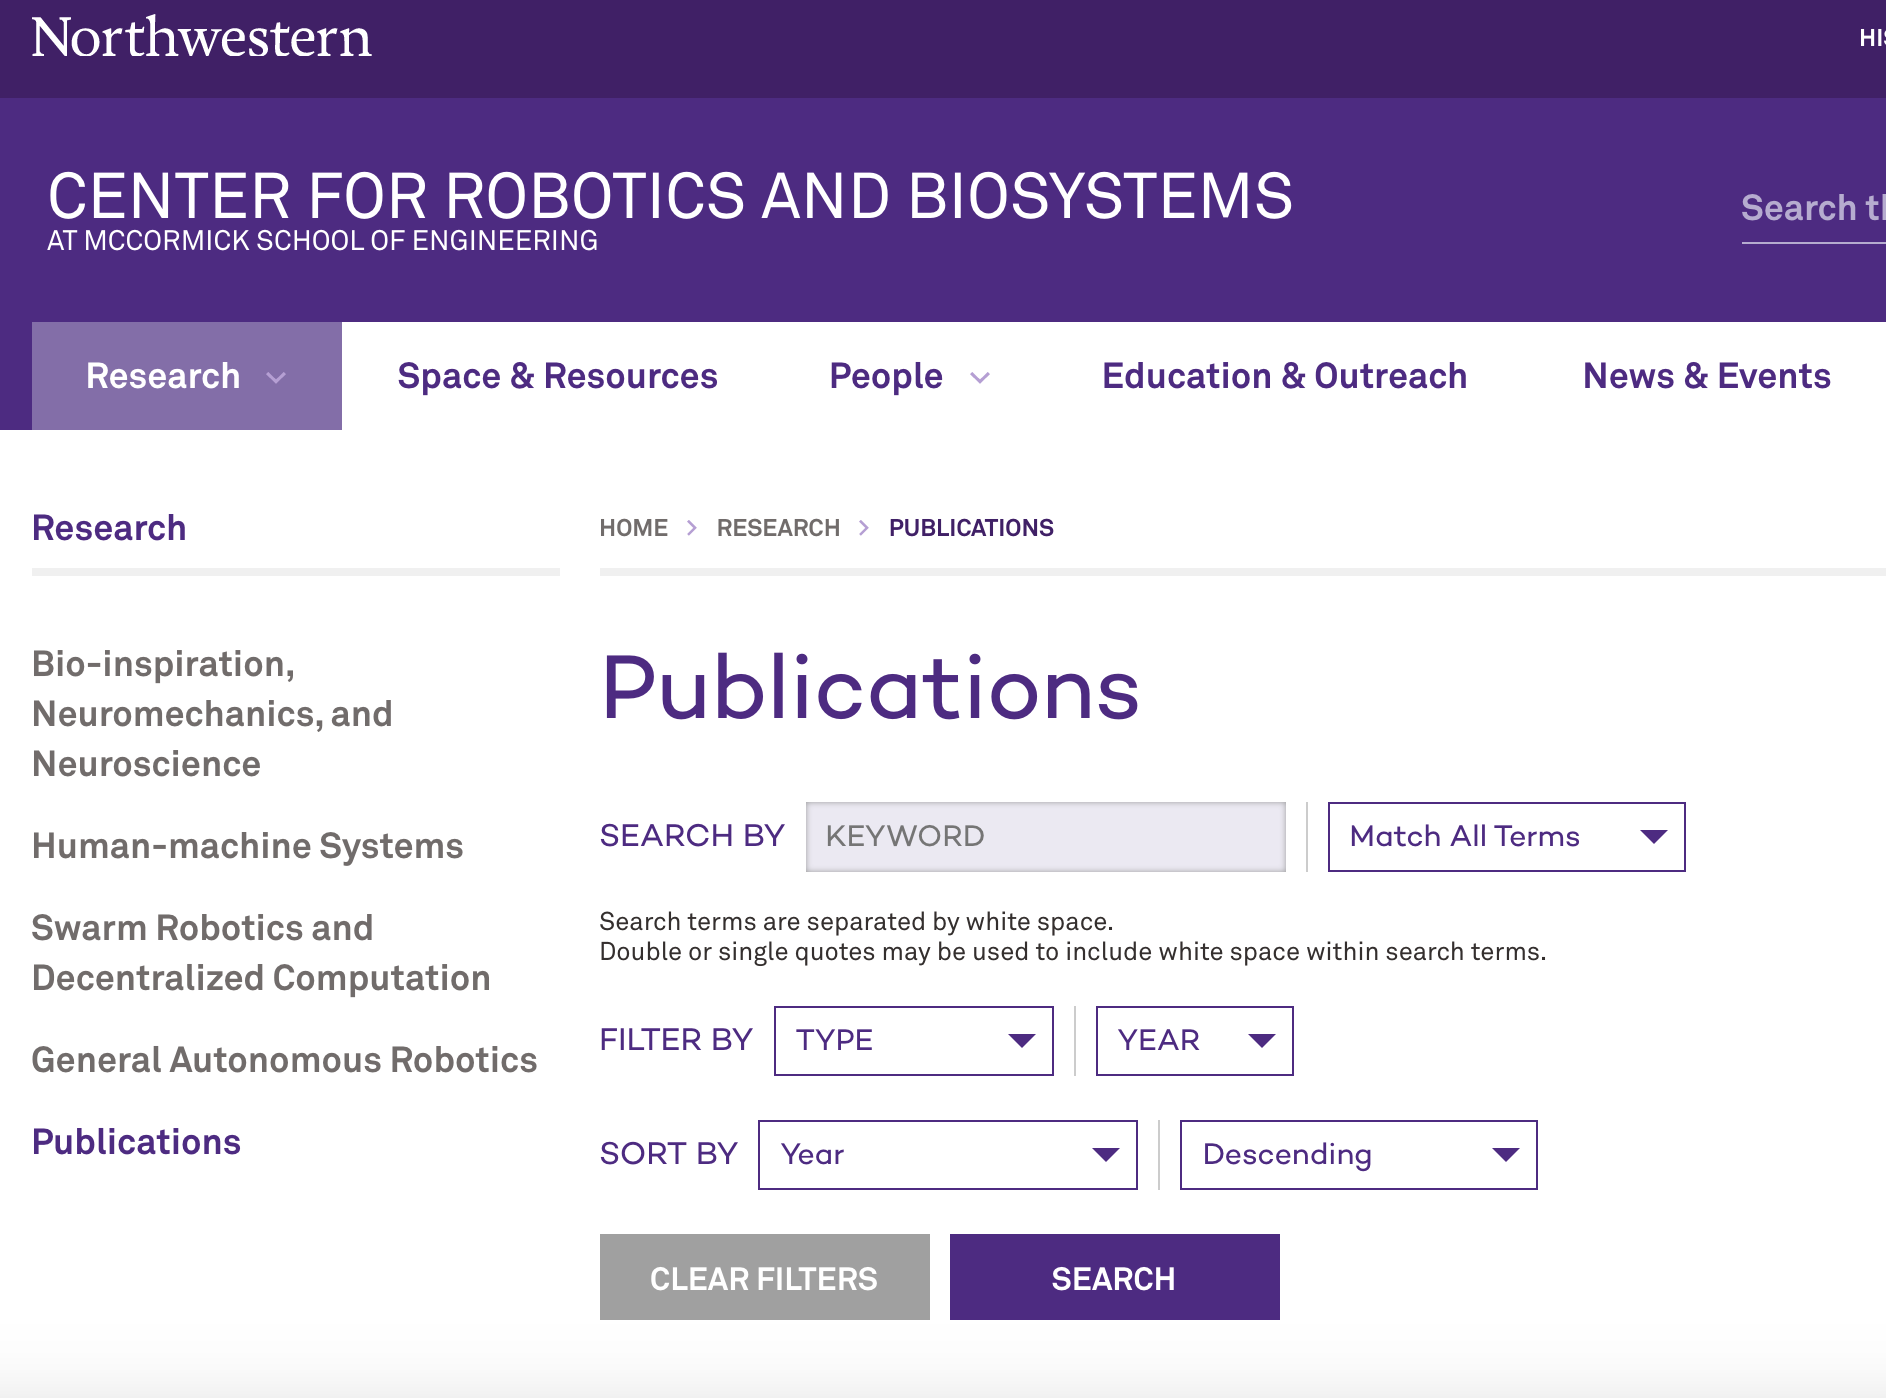 Northwestern
CENTER FOR ROBOTICS AND BIOSYSTEMS
AT MCCORMICK SCHOOL OF ENGINEERING
Search
Research
Space & Resources
People
Education & Outreach
News & Events
Research
Bio-inspiration,
Neuromechanics, and
Neuroscience
Human-machine Systems
Swarm Robotics and
Decentralized Computation
General Autonomous Robotics
Publications
HOME > RESEARCH > PUBLICATIONS
Publications
SEARCH BY KEYWORD Match All Terms
Search terms are separated by white space.
Double or single quotes may be used to include white space within search terms.
FILTER BY TYPE YEAR
SORT BY Year Descending
CLEAR FILTERS SEARCH